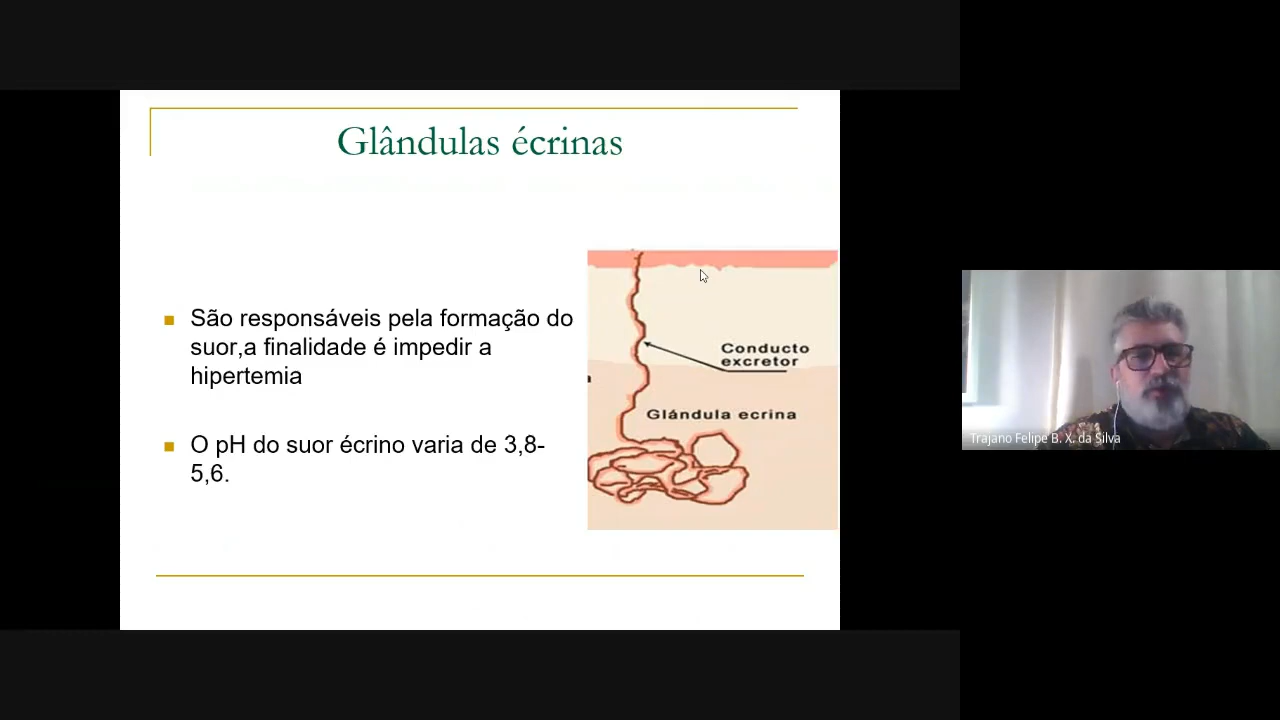 Glândulas écrinas
São responsáveis pela formação do
suor,a finalidade é impedir a
hipertemia
O pH do suor écrino varia de 3,8-
5,6.
Conducto
excretor
Glándula ecrina
Trajano Felipe B. X. da Silva